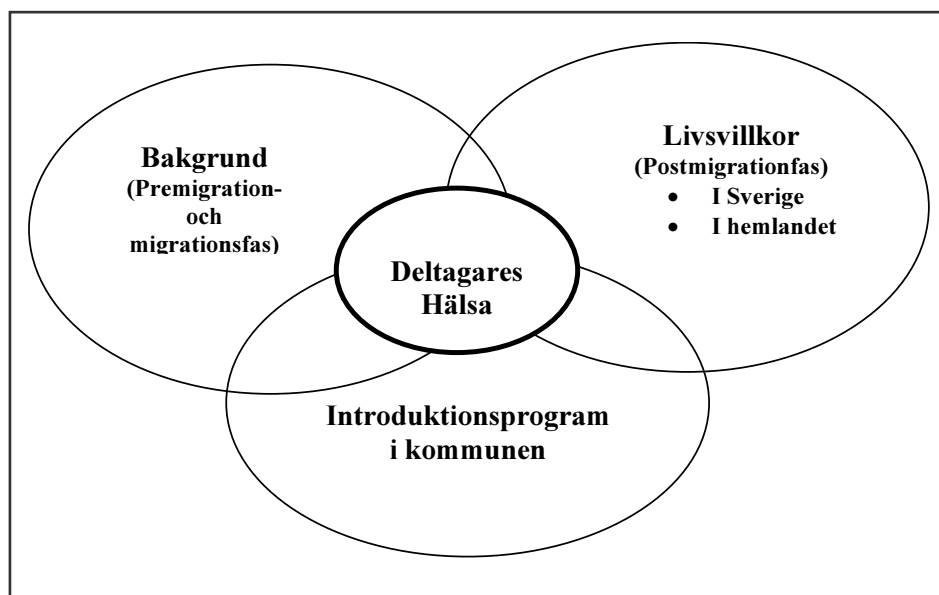 Bakgrund
(Premigration-
och
migrationsfas)
Livsvillkor
(Postmigrationfas)
• I Sverige
• I hemlandet
Deltagares
Hälsa
Introduktionsprogram
i kommunen